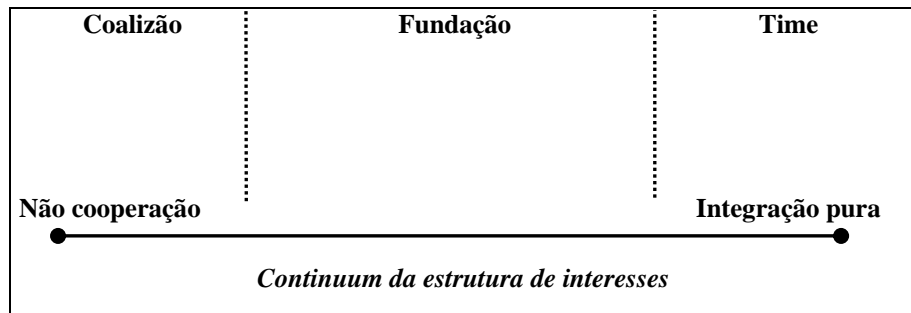 Coalizão Fundação Time
Não cooperação Integração pura
Continuum da estrutura de interesses